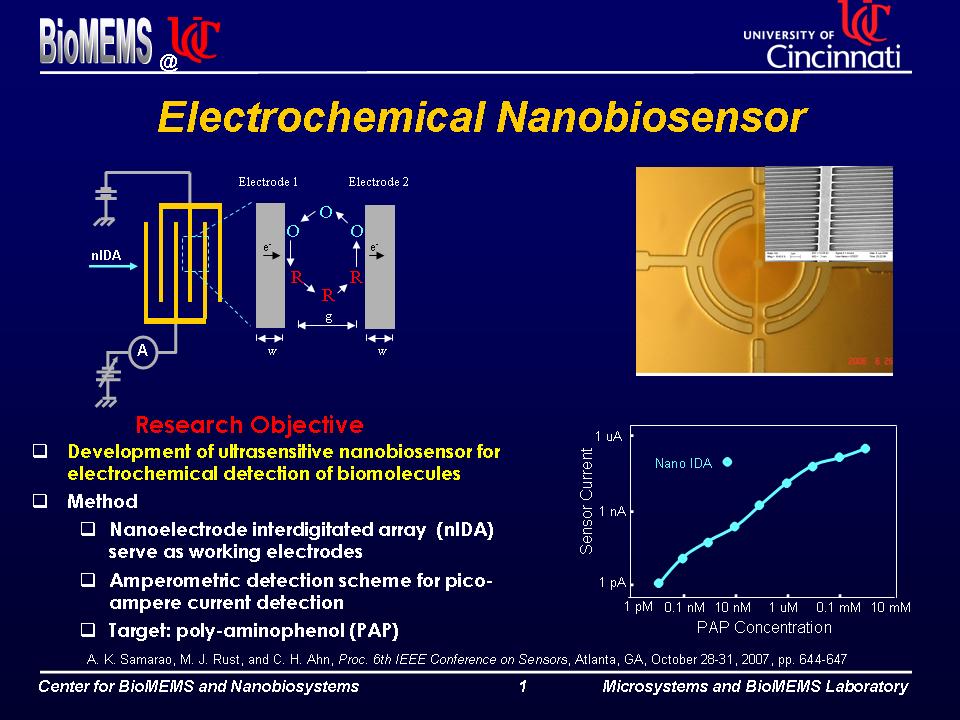 BioMEMS @ UC
UNIVERSITY OF
Cincinnati
Electrochemical Nanobiosensor
Electrode 1
Electrode 2
O
O
O
nIDA
e-
e-
R
R
R
g
w
w
A
Research Objective
Development of ultrasensitive nanobiosensor for
electrochemical detection of biomolecules
Method
Nanoelectrode interdigitated array (nIDA)
serve as working electrodes
Amperometric detection scheme for pico-
ampere current detection
Target: poly-aminophenol (PAP)
1 uA
Nano IDA
Sensor Current
1 nA
1 pA
1 pM 0.1 nM 10 nM 1 uM 0.1 mM 10 mM
PAP Concentration
A. K. Samarao, M. J. Rust, and C. H. Ahn, Proc. 6th IEEE Conference on Sensors, Atlanta, GA, October 28-31, 2007, pp. 644-647
Center for BioMEMS and Nanobiosystems 1 Microsystems and BioMEMS Laboratory